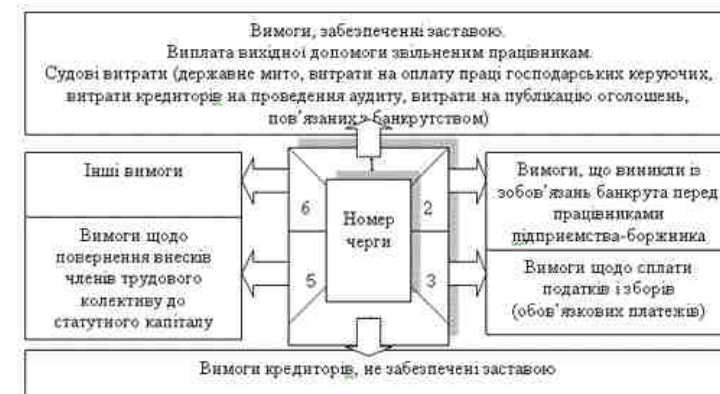 Вимоги, забезпеченні заставою.
Виплата вихідної допомоги звільненим працівникам.
Судові витрати (державне мито, витрати на оплату праці господарських керуючих,
витрати кредиторів на проведення аудиту, витрати на публікацію оголошень,
пов’язаних з банкрутством)
1
Інші вимоги
6
Номер
черги
2
Вимоги, що виникли із
зобов’язань банкрута перед
працівниками
підприємства-боржника
Вимоги щодо
повернення внесків
членів трудового
колективу до
статутного капіталу
5
3
Вимоги щодо сплати
податків і зборів
(обов’язкових платежів)
Вимоги кредиторів, не забезпечені заставою